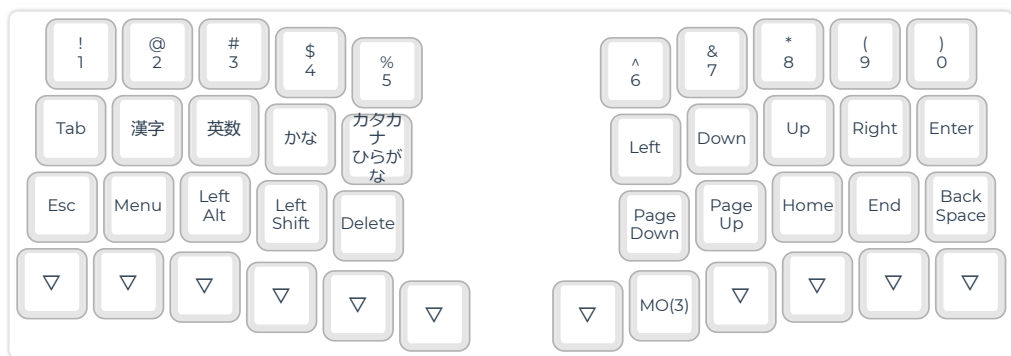 ! @ # $ % ^ & * ( )
1 2 3 4 5 6 7 8 9 0
Tab 漢字 英数 かな カタカナ ひらがな Left Down Up Right Enter
Esc Menu Left Alt Left Shift Delete Page Down Page Up Home End Back Space
▽ ▽ ▽ ▽ ▽ ▽ ▽ MO(3) ▽ ▽ ▽ ▽